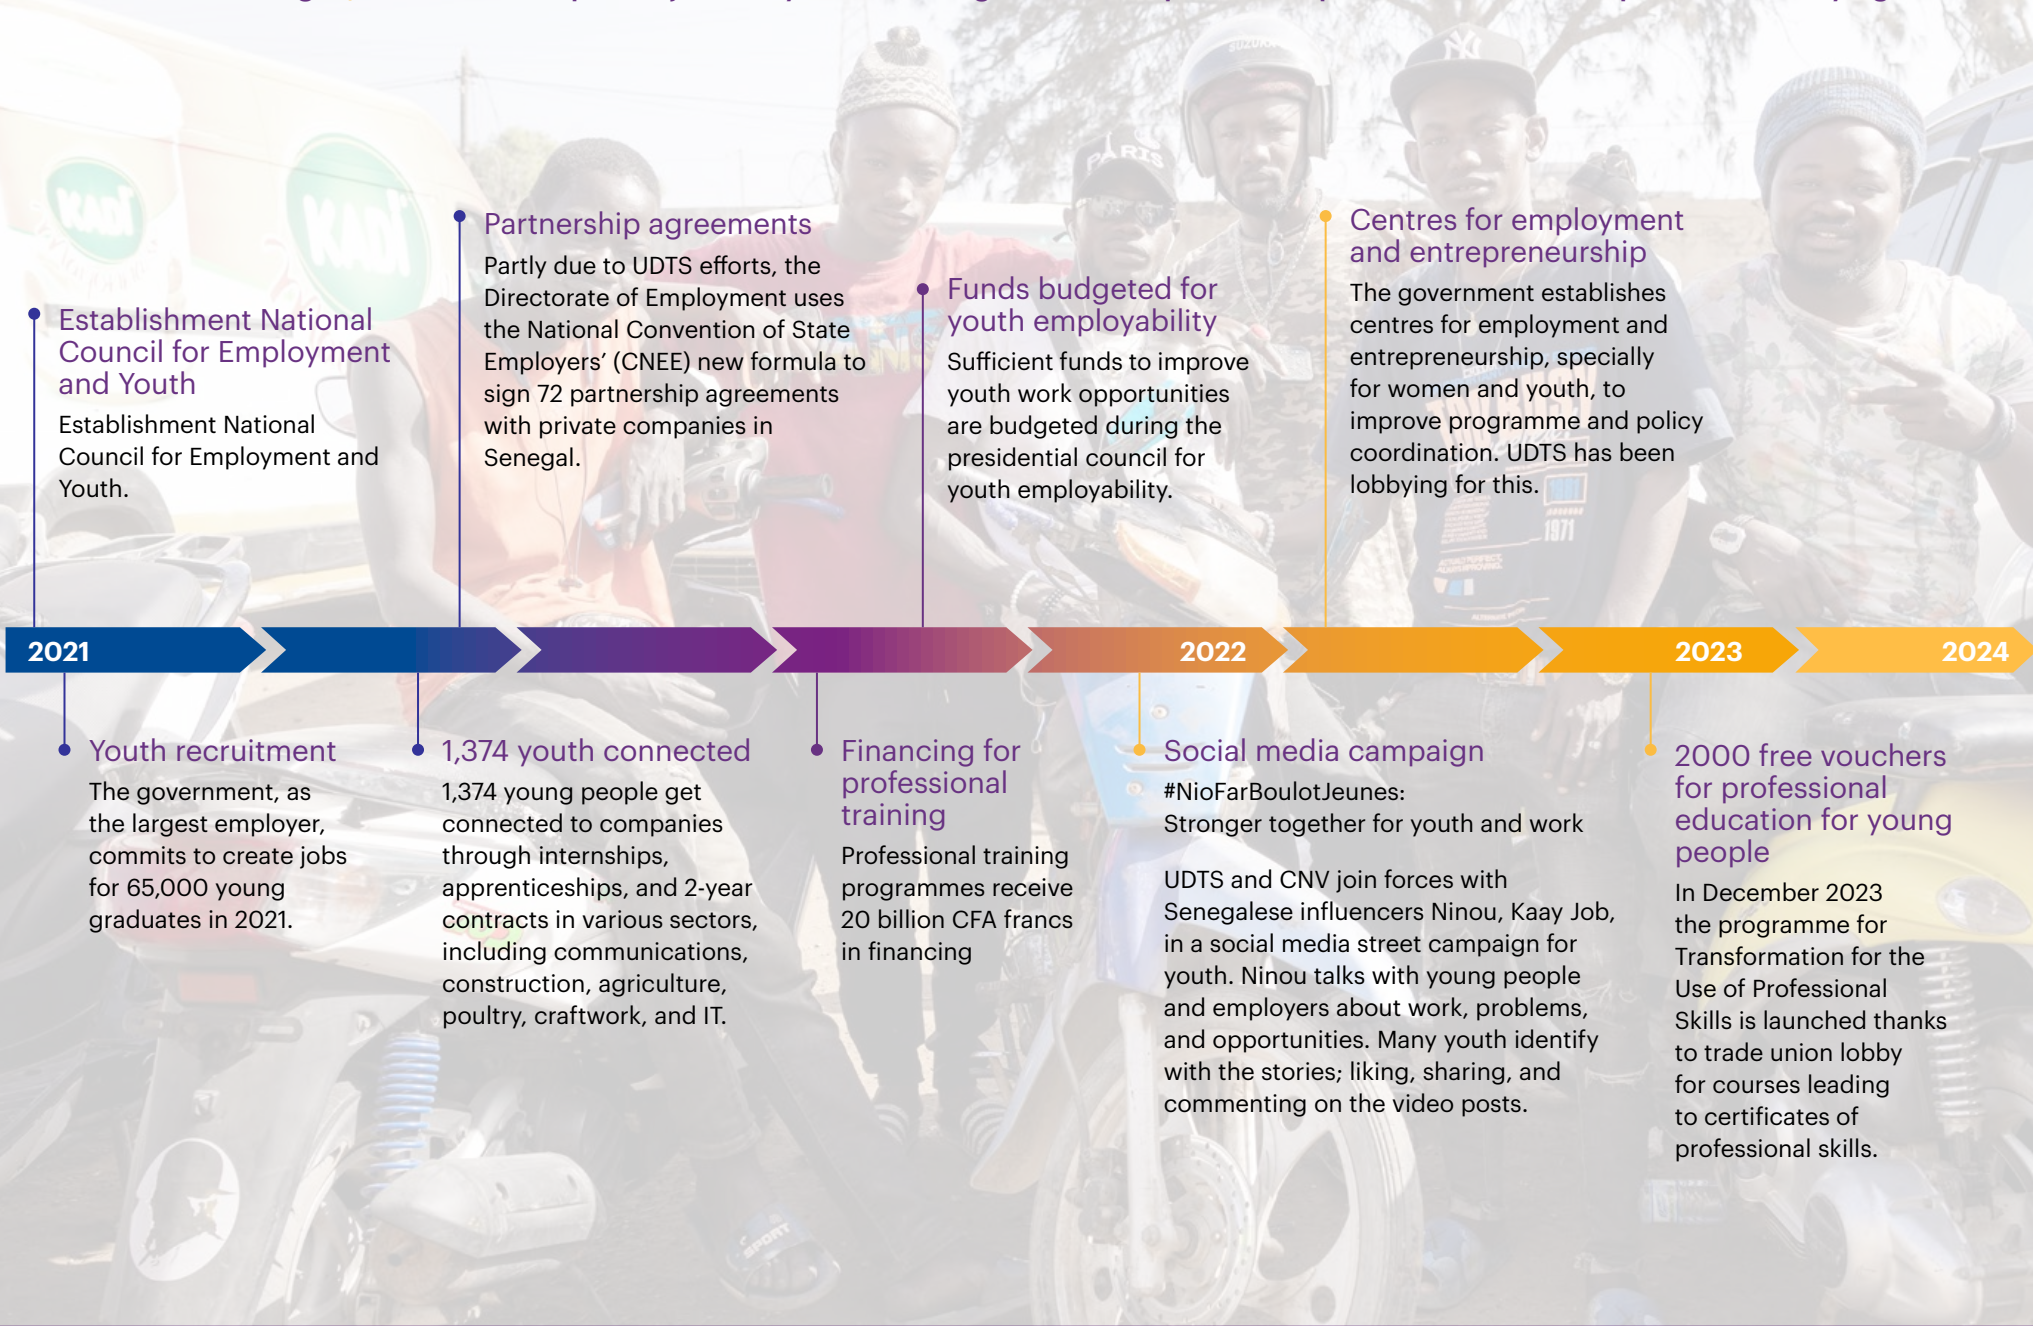 Establishment National
Council for Employment
and Youth
Establishment National
Council for Employment and
Youth.
Partnership agreements
Partly due to UDTS efforts, the
Directorate of Employment uses
the National Convention of State
Employers’ (CNEE) new formula to
sign 72 partnership agreements
with private companies in
Senegal.
Funds budgeted for
youth employability
Sufficient funds to improve
youth work opportunities
are budgeted during the
presidential council for
youth employability.
Centres for employment
and entrepreneurship
The government establishes
centres for employment and
entrepreneurship, specially
for women and youth, to
improve programme and policy
coordination. UDTS has been
lobbying for this.
2021
2022
2023
2024
Youth recruitment
The government, as
the largest employer,
commits to create jobs
for 65,000 young
graduates in 2021.
1,374 youth connected
1,374 young people get
connected to companies
through internships,
apprenticeships, and 2-year
contracts in various sectors,
including communications,
construction, agriculture,
poultry, craftwork, and IT.
Financing for
professional
training
Professional training
programmes receive
20 billion CFA francs
in financing
Social media campaign
#NioFarBoulotJeunes:
Stronger together for youth and work
UDTS and CNV join forces with
Senegalese influencers Ninou, Kaay Job,
in a social media street campaign for
youth. Ninou talks with young people
and employers about work, problems,
and opportunities. Many youth identify
with the stories; liking, sharing, and
commenting on the video posts.
2000 free vouchers
for professional
education for young
people
In December 2023
the programme for
Transformation for the
Use of Professional
Skills is launched thanks
to trade union lobby
for courses leading
to certificates of
professional skills.
KADI
KADI
PARIS
SUZUKI
NY
1971
SPORT